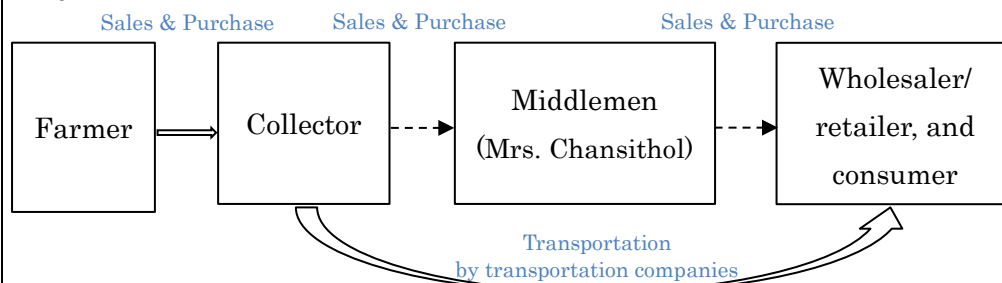 Sales & Purchase
Sales & Purchase
Sales & Purchase
Farmer
Collector
Middlemen
(Mrs. Chansithol)
Wholesaler/
retailer, and
consumer
Transportation
by transportation companies